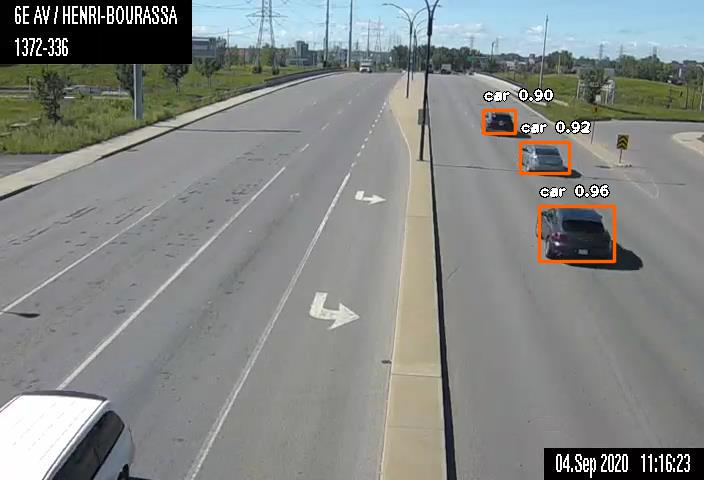 6E AV / HENRI-BOURASSA
1372-336
car 0.90
car 0.92
car 0.96
04.Sep 2020 11:16:23